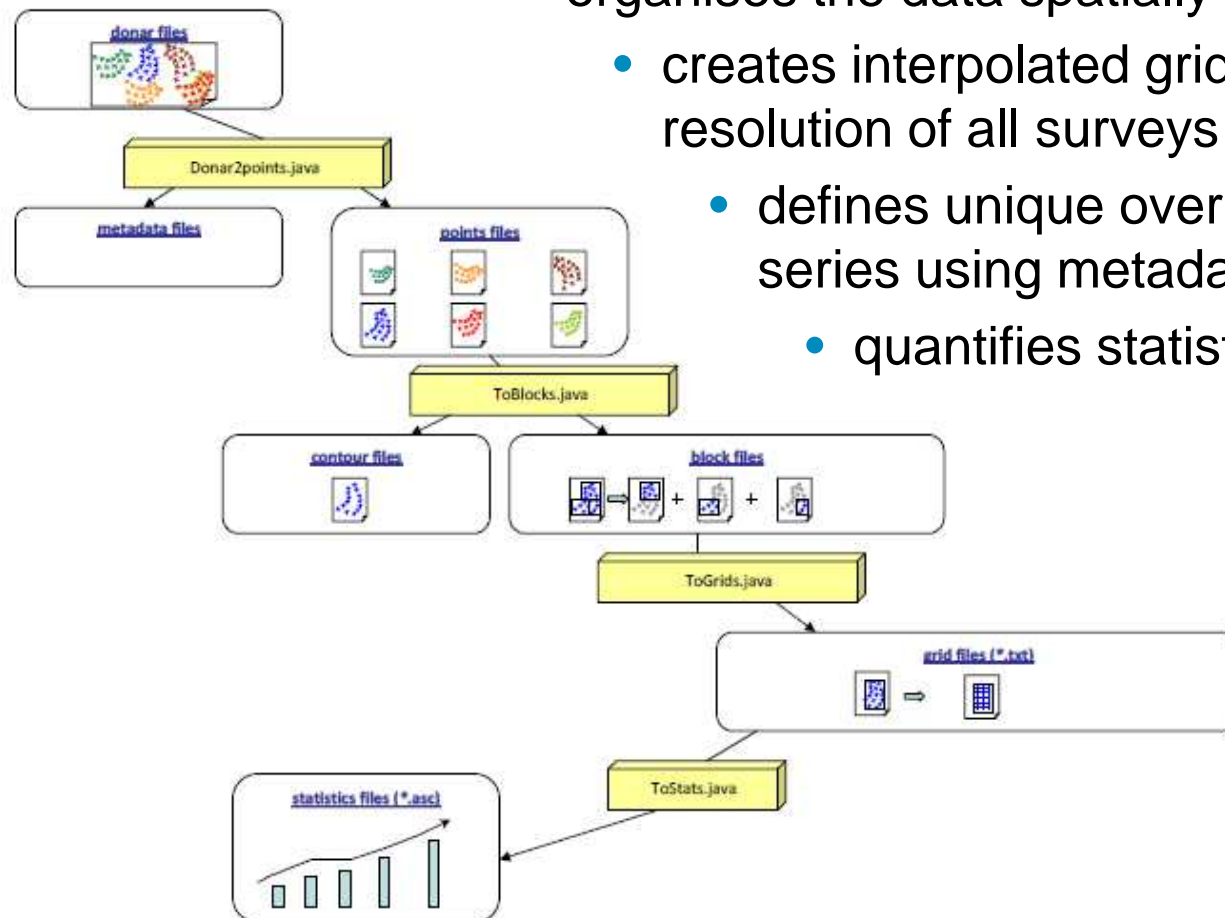 organises the data spatially
• creates interpolated grid
resolution of all surveys
• defines unique over
series using metada
• quantifies statist
donar files
Donar2points.java
metadata files
points files
ToBlocks.java
contour files
block files
+ +
ToGrids.java
grid files (*.txt)
ToStats.java
statistics files (*.asc)